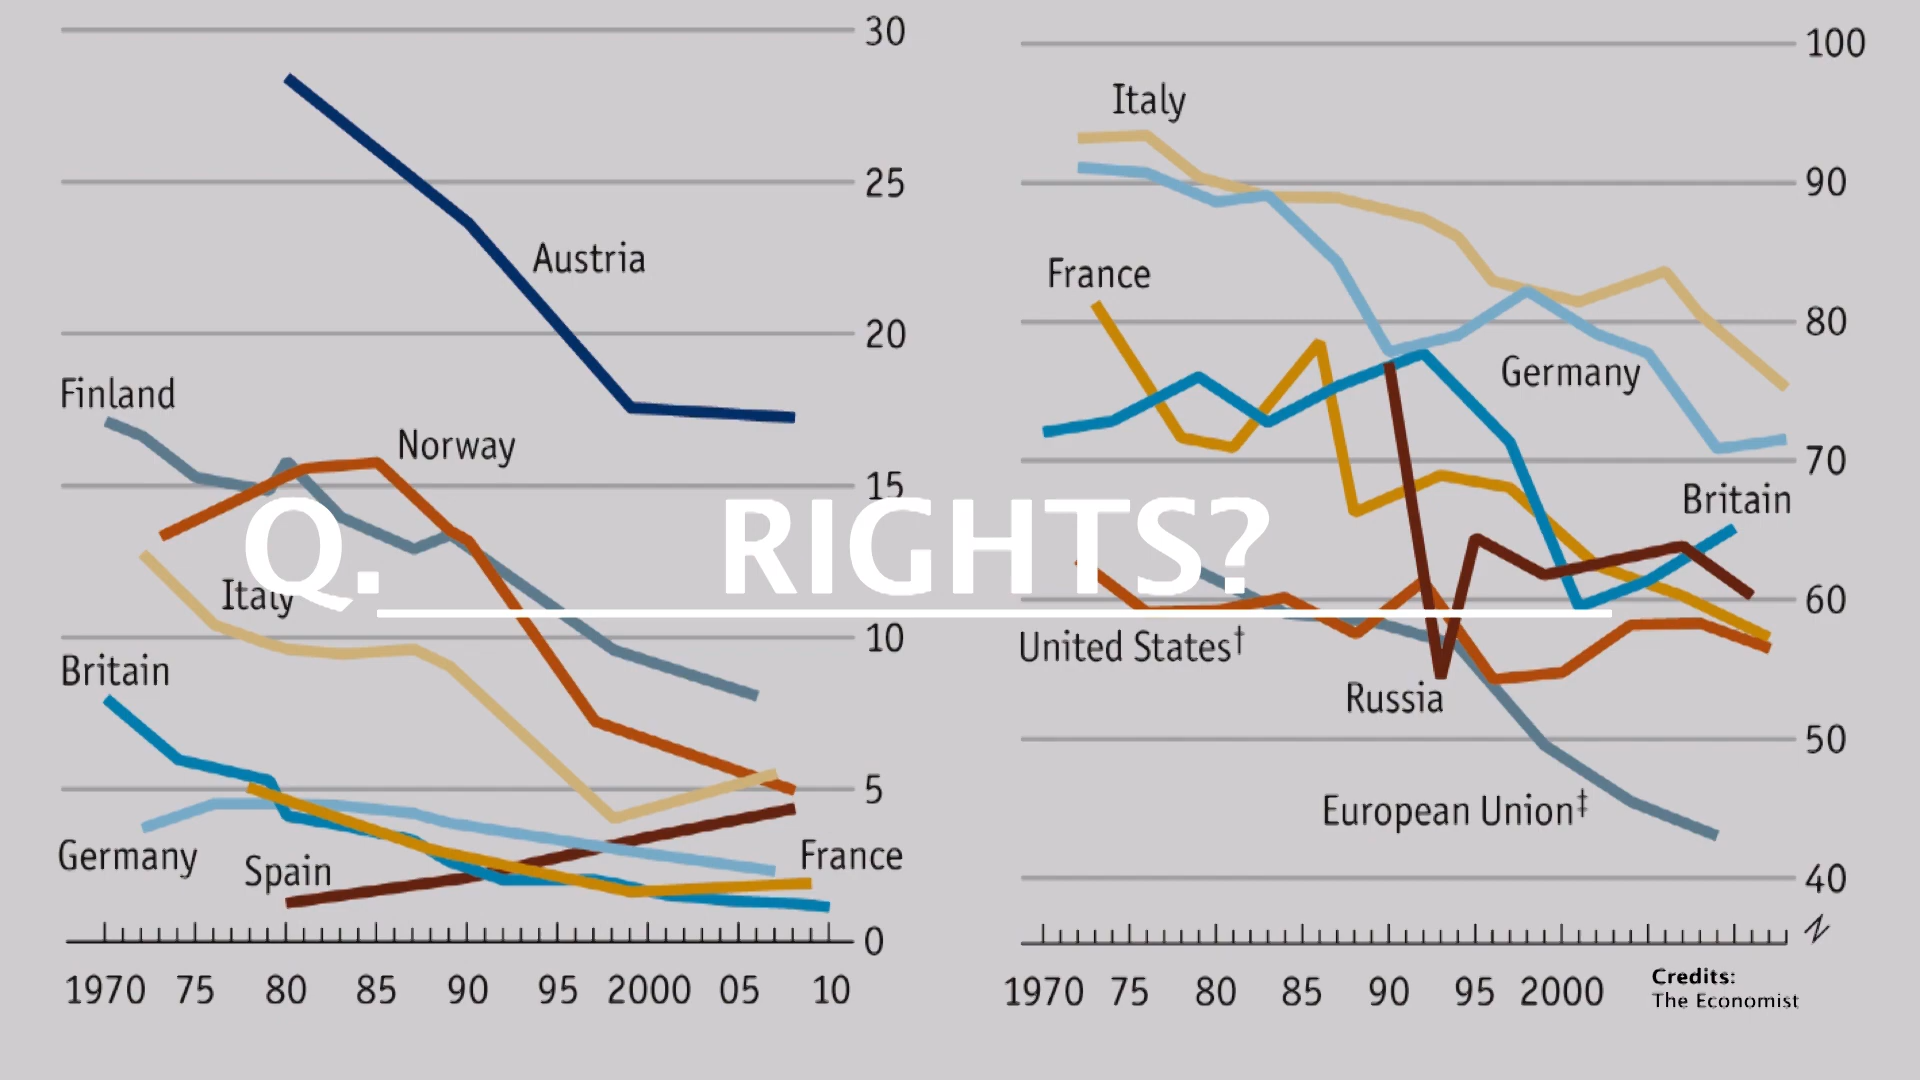 30
25
20
15
10
5
0
Austria
Finland
Norway
Italy
Britain
Germany
Spain
France
1970 75 80 85 90 95 2000 05 10
Q. RIGHTS?
100
90
80
70
60
50
40
Italy
France
Germany
Britain
United States†
Russia
European Union‡
1970 75 80 85 90 95 2000
Credits:
The Economist